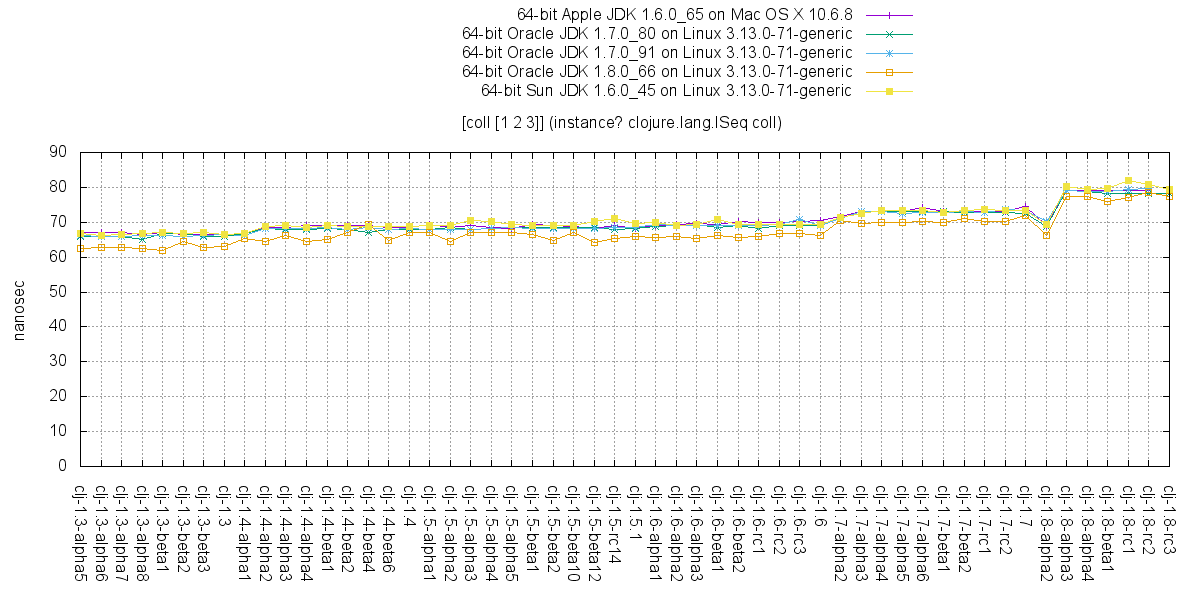 64-bit Apple JDK 1.6.0_65 on Mac OS X 10.6.8
64-bit Oracle JDK 1.7.0_80 on Linux 3.13.0-71-generic
64-bit Oracle JDK 1.7.0_91 on Linux 3.13.0-71-generic
64-bit Oracle JDK 1.8.0_66 on Linux 3.13.0-71-generic
64-bit Sun JDK 1.6.0_45 on Linux 3.13.0-71-generic
[coll [1 2 3]] (instance? clojure.lang.ISeq coll)
90
80
70
60
50
40
30
20
10
0
nanosec
clj-1.3-alpha5
clj-1.3-alpha6
clj-1.3-alpha7
clj-1.3-alpha8
clj-1.3-beta1
clj-1.3-beta2
clj-1.3-beta3
clj-1.3
clj-1.4-alpha1
clj-1.4-alpha2
clj-1.4-alpha3
clj-1.4-alpha4
clj-1.4-beta1
clj-1.4-beta2
clj-1.4-beta4
clj-1.4-beta6
clj-1.4
clj-1.5-alpha1
clj-1.5-alpha2
clj-1.5-alpha3
clj-1.5-alpha4
clj-1.5-alpha5
clj-1.5-beta1
clj-1.5-beta2
clj-1.5-beta10
clj-1.5-beta12
clj-1.5-rc14
clj-1.5.1
clj-1.6-alpha1
clj-1.6-alpha2
clj-1.6-alpha3
clj-1.6-beta1
clj-1.6-beta2
clj-1.6-rc1
clj-1.6-rc2
clj-1.6-rc3
clj-1.6
clj-1.7-alpha2
clj-1.7-alpha3
clj-1.7-alpha4
clj-1.7-alpha5
clj-1.7-alpha6
clj-1.7-beta1
clj-1.7-beta2
clj-1.7-rc1
clj-1.7-rc2
clj-1.7
clj-1.8-alpha2
clj-1.8-alpha3
clj-1.8-alpha4
clj-1.8-beta1
clj-1.8-rc1
clj-1.8-rc2
clj-1.8-rc3